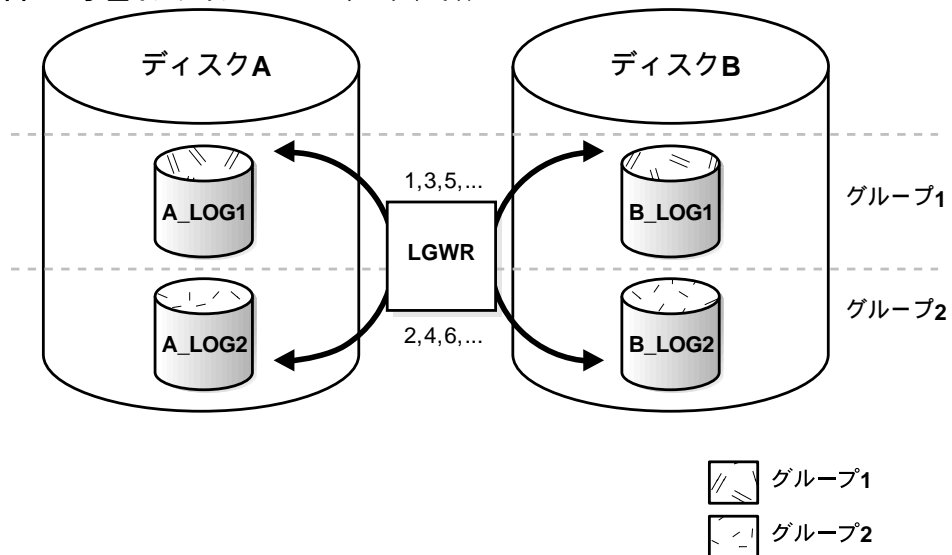 ディスクA
ディスクB
1,3,5,...
A_LOG1
B_LOG1
グループ1
LGWR
グループ2
2,4,6,...
A_LOG2
B_LOG2
グループ1
グループ2